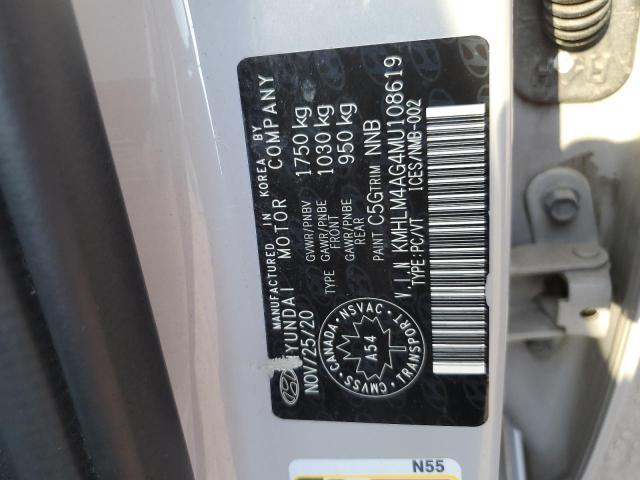 MANUFACTURED IN KOREA BY
HYUNDAI MOTOR COMPANY
NOV/25/20
GVWR/PNBV 1750 kg
TYPE GAWR/PNBE FRONT 1030 kg
GAWR/PNBE REAR 950 kg
PAINT C5G TRIM NNB
V.I.N KMHLM4AG4MU108619
TYPE:PC/VT ICES/NMB-002
CANADA · NSVAC · TRANSPORT · CMVSS
A54
N55